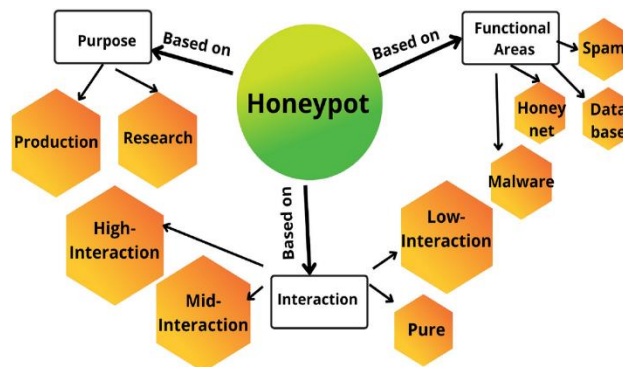 Purpose
Based on
Honeypot
Based on
Functional
Areas
Spam
Honey
net
Data
base
Malware
Production
Research
Based on
High-
Interaction
Mid-
Interaction
Interaction
Low-
Interaction
Pure